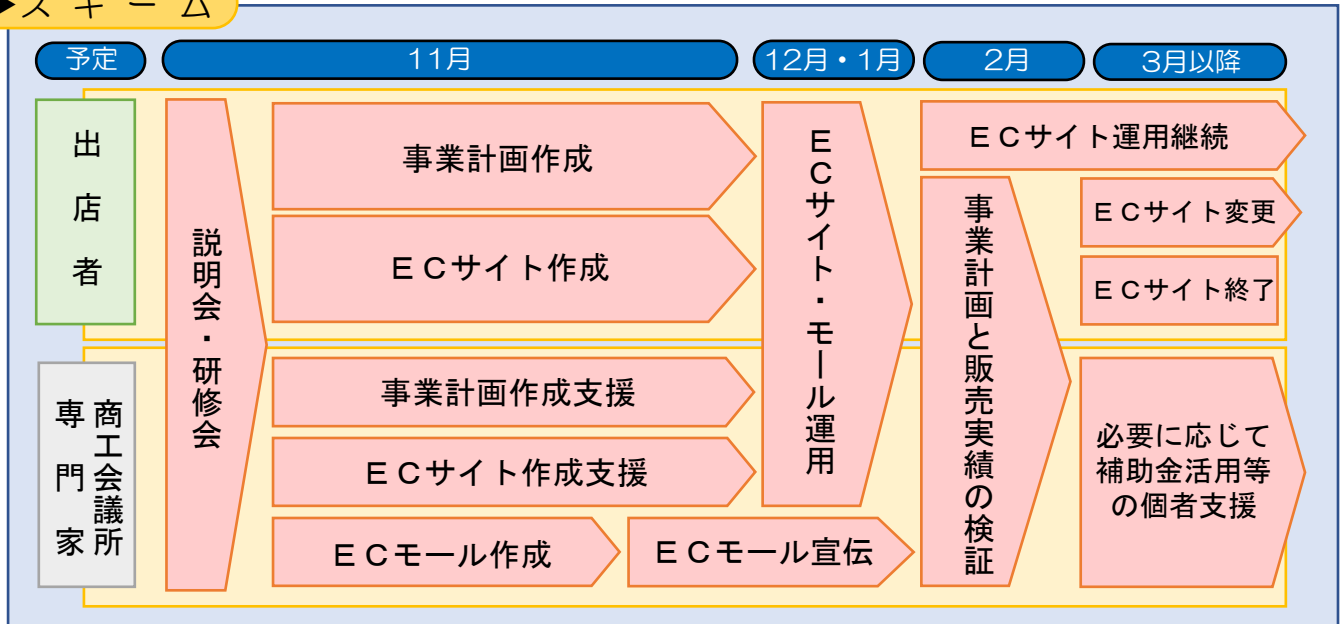 ▶スキーム
予定
11月
12月・1月
2月
3月以降
出店者
説明会・研修会
事業計画作成
ＥＣサイト作成
ＥＣサイト・モール運用
ＥＣサイト運用継続
事業計画と販売実績の検証
ＥＣサイト変更
ＥＣサイト終了
商工会議所
専門家
事業計画作成支援
ＥＣサイト作成支援
ＥＣモール作成
ＥＣモール宣伝
必要に応じて
補助金活用等
の個者支援